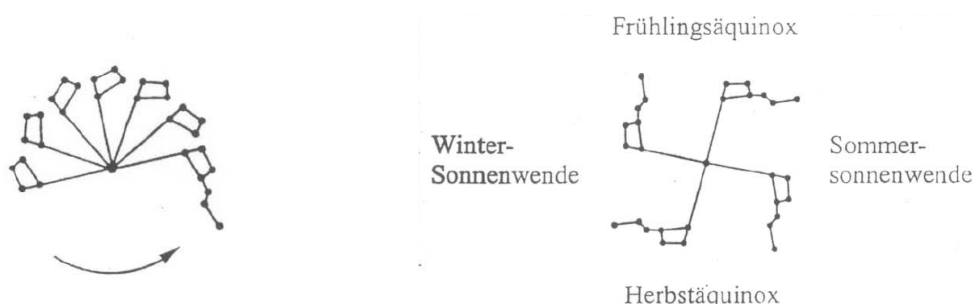 Frühlingsäquinox
Winter-
Sonnenwende
Sommer-
sonnenwende
Herbstäquinox